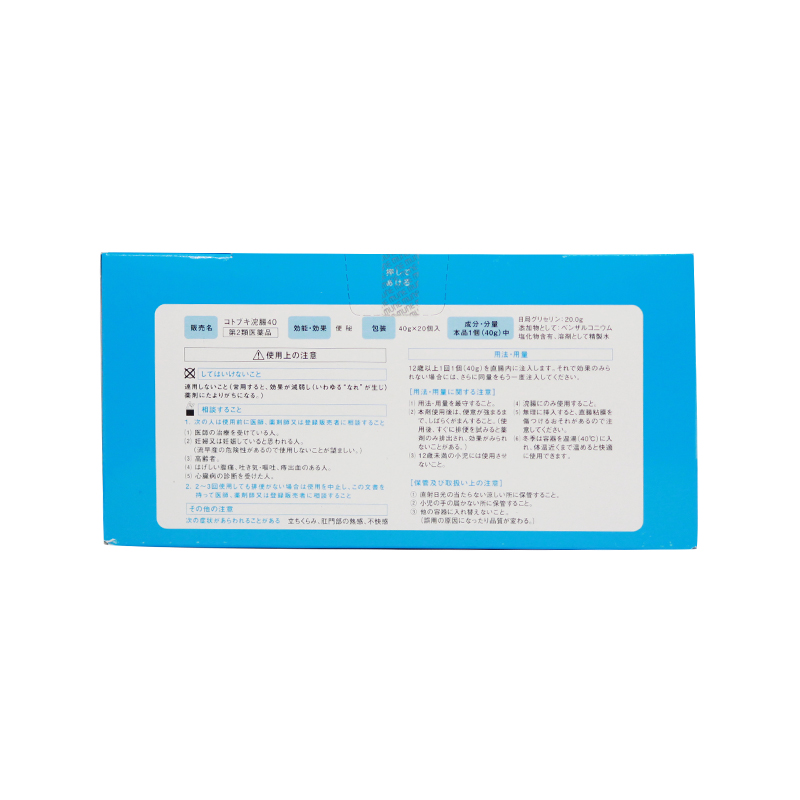 押して
あける
販売名
コトブキ浣腸40
第2類医薬品
効能・効果
便 秘
包装
40g×20個入
成分・分量
本品1個(40g)中
日局グリセリン:20.0g
添加物として:ベンザルコニウム
塩化物含有、溶剤として精製水
使用上の注意
してはいけないこと
連用しないこと(常用すると、効果が減弱し(いわゆる“なれ”が生じ)
薬剤にたよりがちになる。)
相談すること
1. 次の人は使用前に医師、薬剤師又は登録販売者に相談すること
(1) 医師の治療を受けている人。
(2) 妊婦又は妊娠していると思われる人。
(流早産の危険性があるので使用しないことが望ましい。)
(3) 高齢者。
(4) はげしい腹痛、吐き気・嘔吐、痔出血のある人。
(5) 心臓病の診断を受けた人。
2. 2〜3回使用しても排便がない場合は使用を中止し、この文書を
持って医師、薬剤師又は登録販売者に相談すること
その他の注意
次の症状があらわれることがある 立ちくらみ、肛門部の熱感、不快感
用法・用量
12歳以上1回1個(40g)を直腸内に注入します。それで効果のみら
れない場合には、さらに同量をもう一度注入してください。
[用法・用量に関する注意]
(1) 用法・用量を厳守すること。
(2) 本剤使用後は、便意が強まるま
で、しばらくがまんすること。(使
用後、すぐに排便を試みると薬
剤のみ排出され、効果がみられ
ないことがある。)
(3) 12歳未満の小児には使用させ
ないこと。
(4) 浣腸にのみ使用すること。
(5) 無理に挿入すると、直腸粘膜を
傷つけるおそれがあるので注
意してください。
(6) 冬季は容器を温湯(40℃)に入
れ、体温近くまで温めると快適
に使用できます。
[保管及び取扱い上の注意]
(1) 直射日光の当たらない涼しい所に保管すること。
(2) 小児の手の届かない所に保管すること。
(3) 他の容器に入れ替えないこと。
(誤用の原因になったり品質が変わる。)